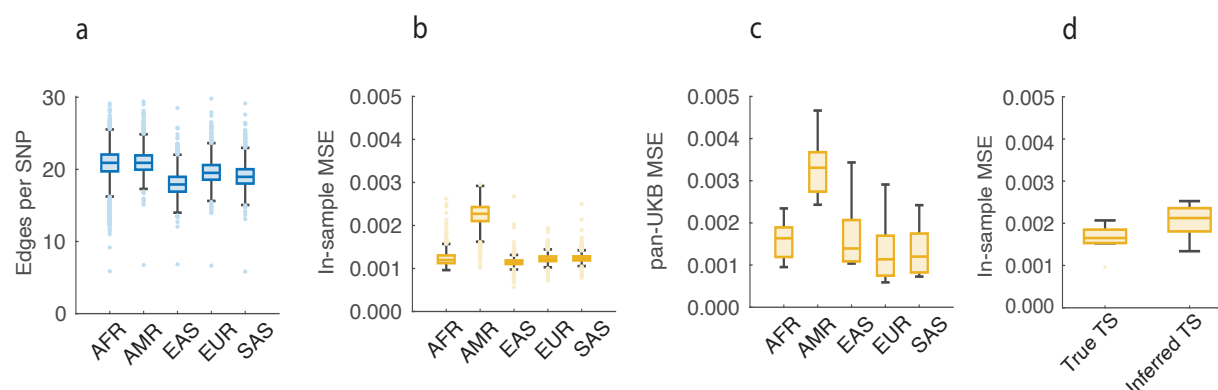 a
b
c
d
Edges per SNP
30
20
10
0
AFR
AMR
EAS
EUR
SAS
In-sample MSE
0.005
0.004
0.003
0.002
0.001
0.000
AFR
AMR
EAS
EUR
SAS
pan-UKB MSE
0.005
0.004
0.003
0.002
0.001
0.000
AFR
AMR
EAS
EUR
SAS
In-sample MSE
0.005
0.004
0.003
0.002
0.001
0.000
True TS
Inferred TS